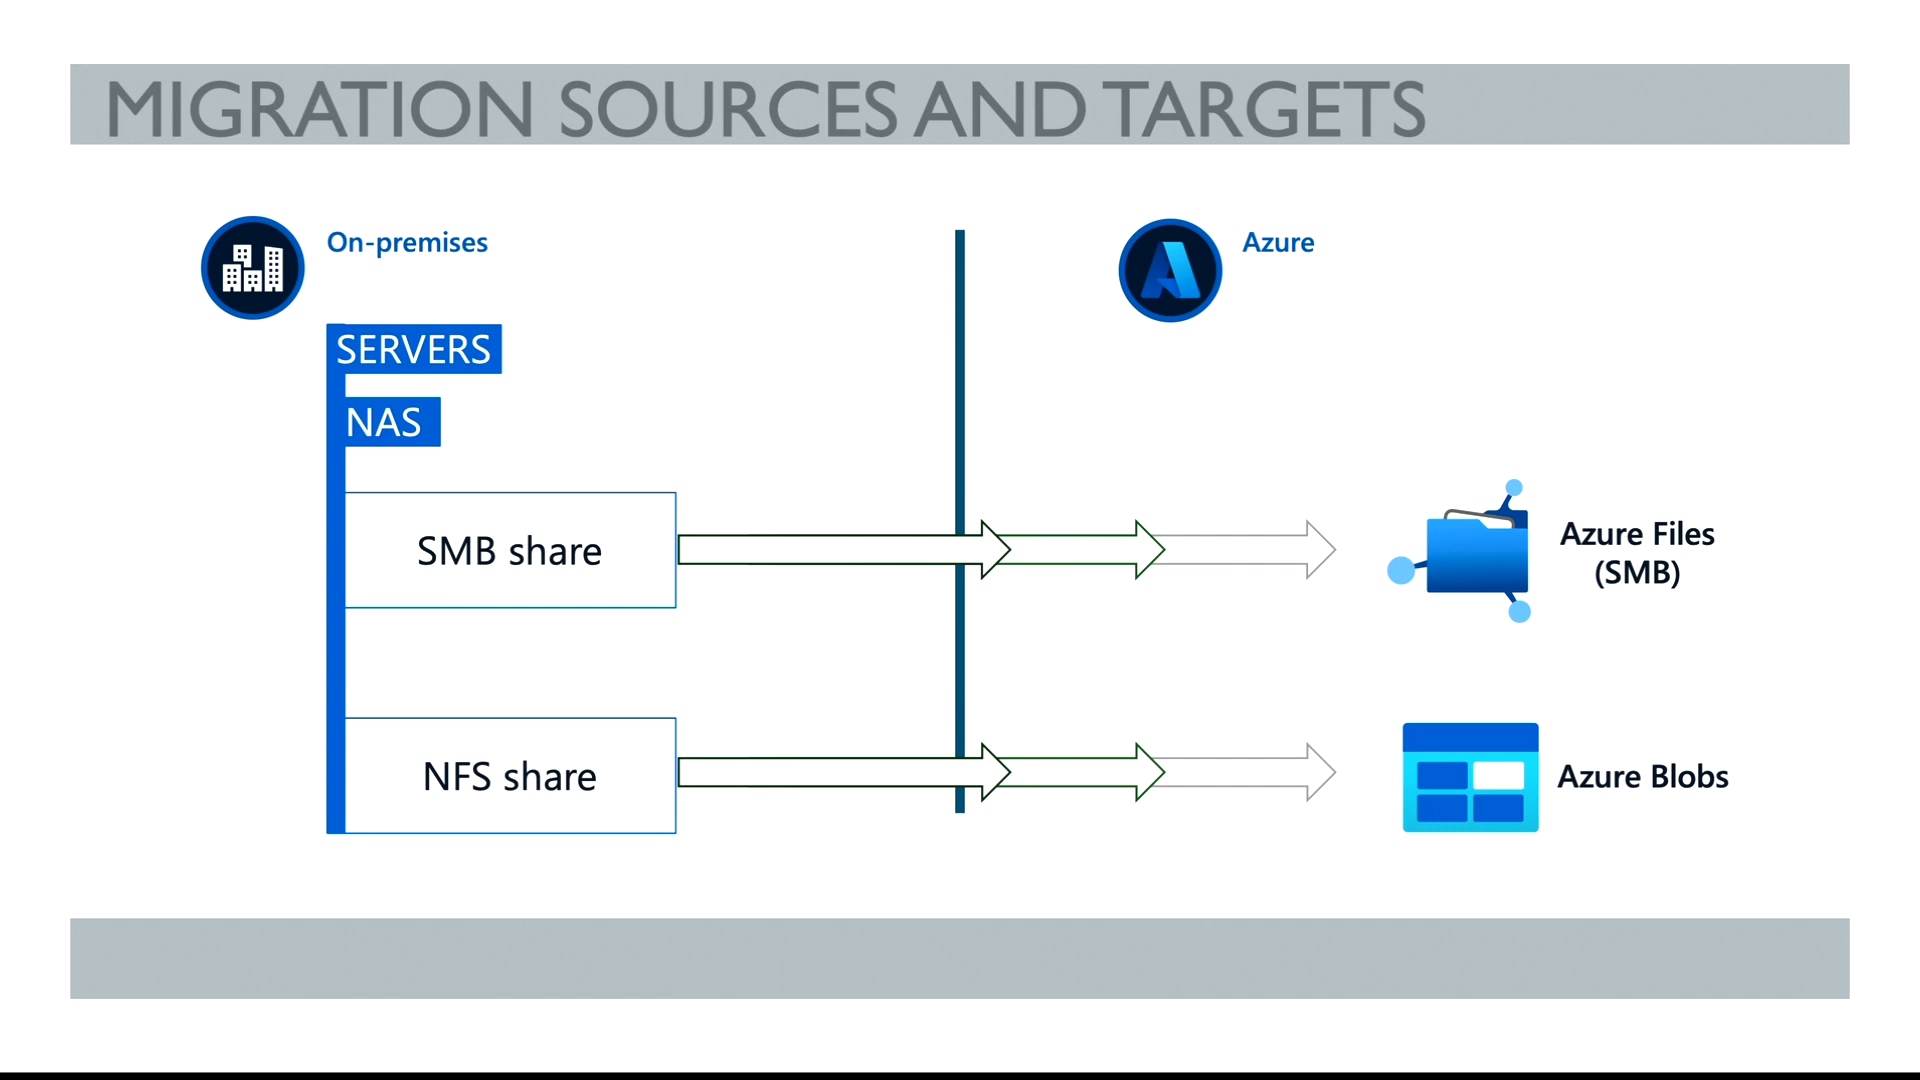 MIGRATION SOURCES AND TARGETS
On-premises
Azure
SERVERS
NAS
SMB share
Azure Files
(SMB)
NFS share
Azure Blobs